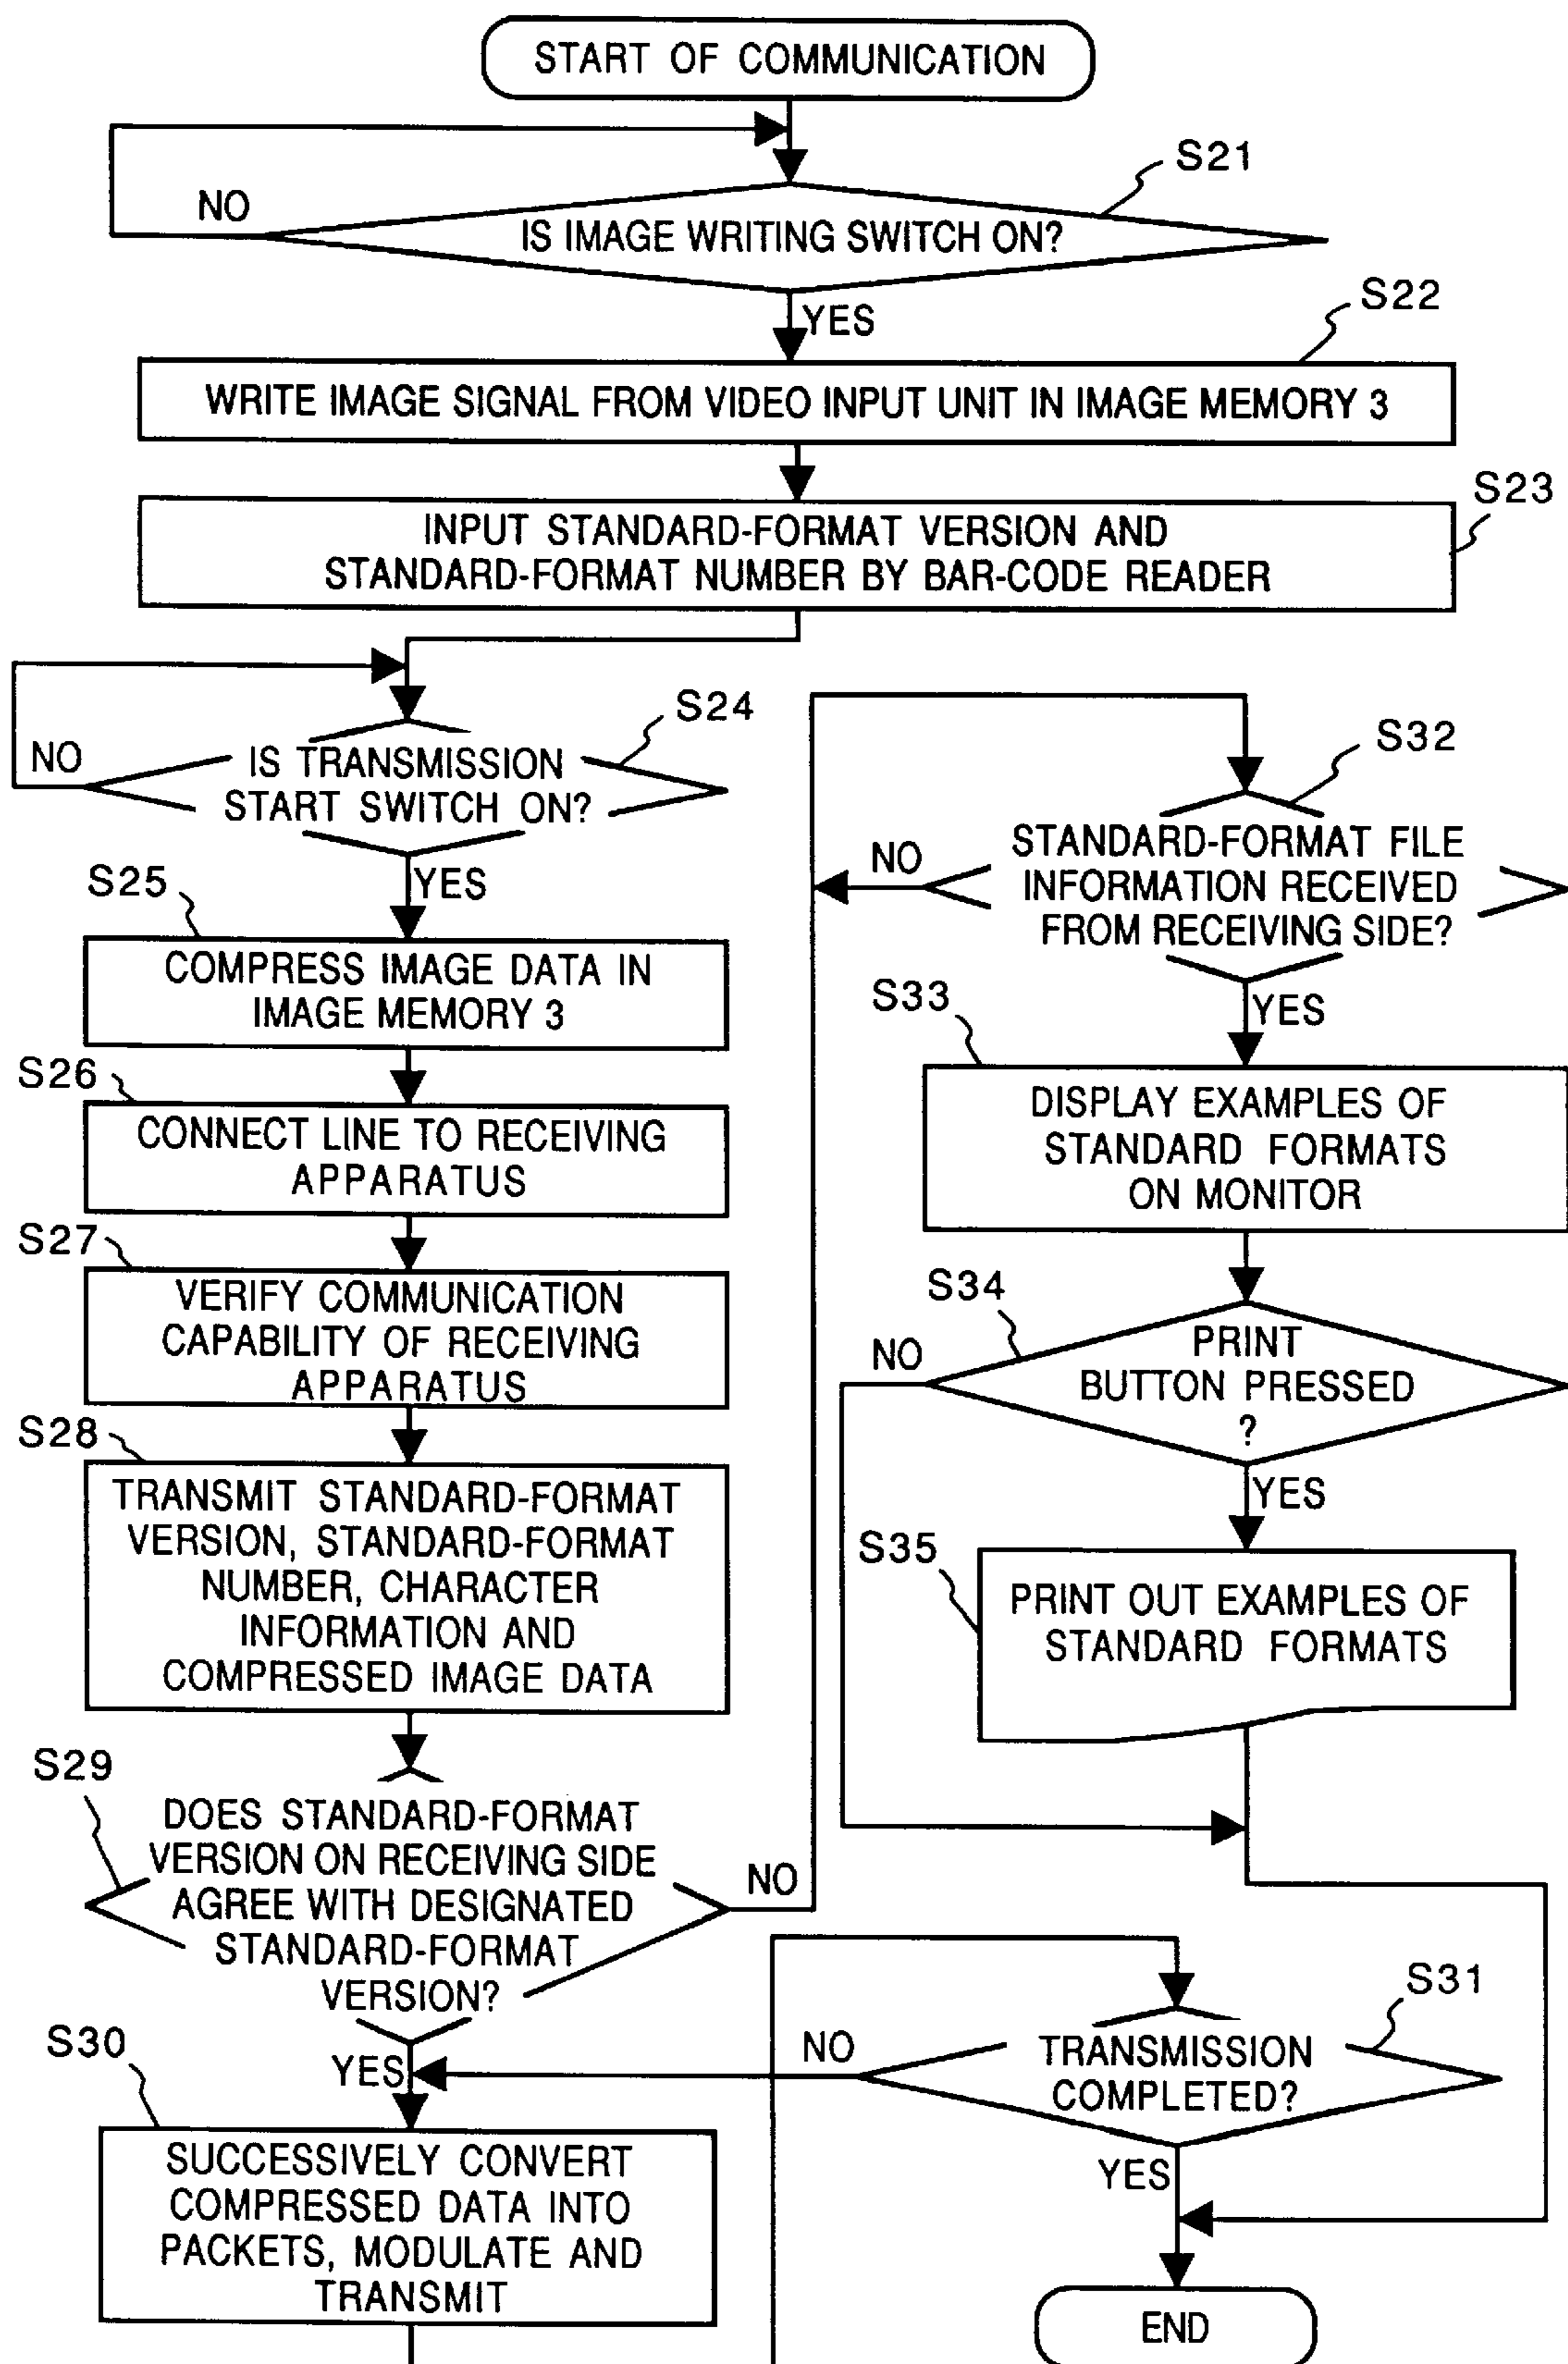 START OF COMMUNICATION
S21
NO
IS IMAGE WRITING SWITCH ON?
YES
S22
WRITE IMAGE SIGNAL FROM VIDEO INPUT UNIT IN IMAGE MEMORY 3
S23
INPUT STANDARD-FORMAT VERSION AND
STANDARD-FORMAT NUMBER BY BAR-CODE READER
S24
NO
IS TRANSMISSION
START SWITCH ON?
YES
S25
COMPRESS IMAGE DATA IN
IMAGE MEMORY 3
S26
CONNECT LINE TO RECEIVING
APPARATUS
S27
VERIFY COMMUNICATION
CAPABILITY OF RECEIVING
APPARATUS
S28
TRANSMIT STANDARD-FORMAT
VERSION, STANDARD-FORMAT
NUMBER, CHARACTER
INFORMATION AND
COMPRESSED IMAGE DATA
S29
DOES STANDARD-FORMAT
VERSION ON RECEIVING SIDE
AGREE WITH DESIGNATED
STANDARD-FORMAT
VERSION?
NO
YES
S30
SUCCESSIVELY CONVERT
COMPRESSED DATA INTO
PACKETS, MODULATE AND
TRANSMIT
S32
NO
STANDARD-FORMAT FILE
INFORMATION RECEIVED
FROM RECEIVING SIDE?
YES
S33
DISPLAY EXAMPLES OF
STANDARD FORMATS
ON MONITOR
S34
NO
PRINT
BUTTON PRESSED
?
YES
S35
PRINT OUT EXAMPLES OF
STANDARD FORMATS
S31
NO
TRANSMISSION
COMPLETED?
YES
END